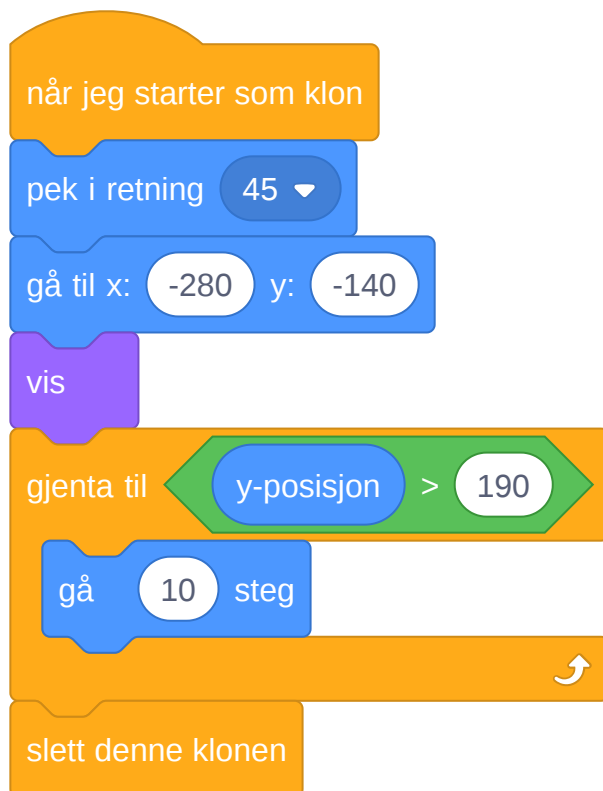 når jeg starter som klon
pek i retning 45
gå til x: -280 y: -140
vis
gjenta til y-posisjon > 190
gå 10 steg
slett denne klonen